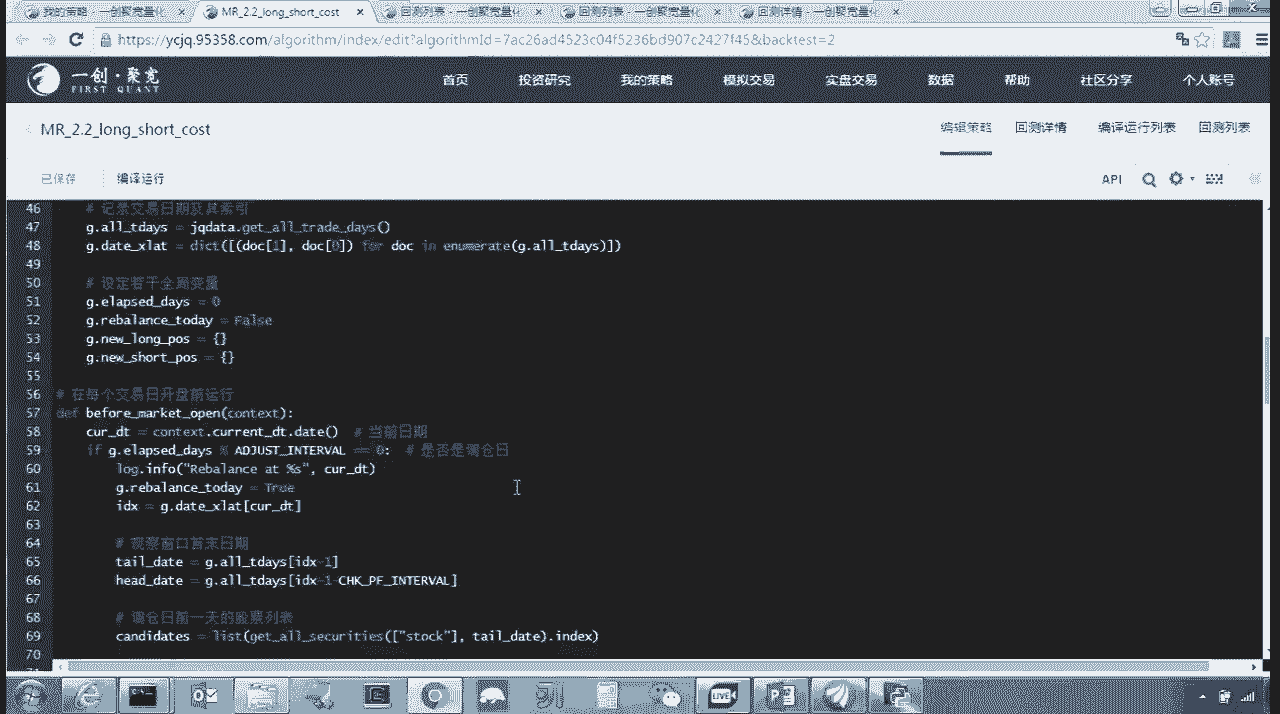 我的策略 - 一创聚宽量化
MR_2.2_long_short_cost
回测列表 - 一创聚宽量化
回测列表 - 一创聚宽量化
回测详情 - 一创聚宽量化
https://ycjq.95358.com/algorithm/index/edit?algorithmId=7ac26ad4523c04f5236bd907c2427f45&backtest=2
一创·聚宽
FIRST QUANT
首页 投资研究 我的策略 模拟交易 实盘交易 数据 帮助 社区分享 个人账号
MR_2.2_long_short_cost
编辑策略 回测详情 编译运行列表 回测列表
已保存 编译运行
API
46 # 记录交易日期及其索引
47 g.all_tdays = jqdata.get_all_trade_days()
48 g.date_xlat = dict([(doc[1], doc[0]) for doc in enumerate(g.all_tdays)])
49
50 # 设定若干全局变量
51 g.elapsed_days = 0
52 g.rebalance_today = False
53 g.new_long_pos = {}
54 g.new_short_pos = {}
55
56 # 在每个交易日开盘前运行
57 def before_market_open(context):
58 cur_dt = context.current_dt.date() # 当前日期
59 if g.elapsed_days % ADJUST_INTERVAL == 0: # 是否是调仓日
60 log.info("Rebalance at %s", cur_dt)
61 g.rebalance_today = True
62 idx = g.date_xlat[cur_dt]
63
64 # 观察窗口首末日期
65 tail_date = g.all_tdays[idx-1]
66 head_date = g.all_tdays[idx-1-CHK_PF_INTERVAL]
67
68 # 调仓日前一天的股票列表
69 candidates = list(get_all_securities(["stock"], tail_date).index)
70
LIVE